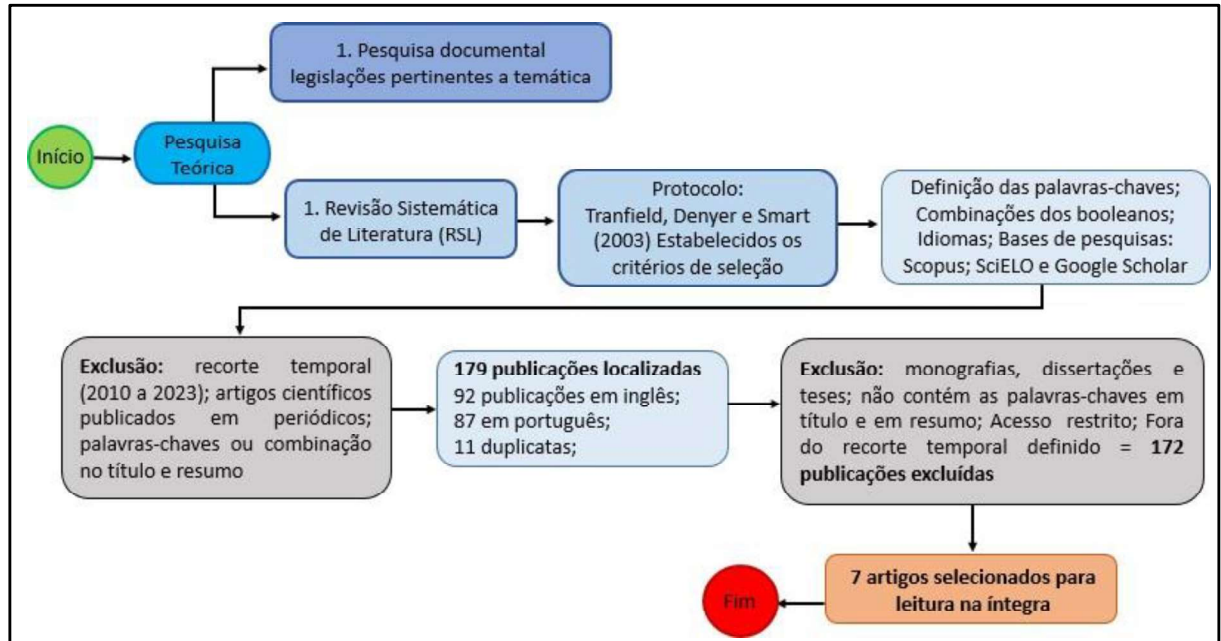 1. Pesquisa documental
legislações pertinentes a temática
Início
Pesquisa
Teórica
1. Revisão Sistemática
de Literatura (RSL)
Protocolo:
Tranfield, Denyer e Smart
(2003) Estabelecidos os
critérios de seleção
Definição das palavras-chaves;
Combinações dos booleanos;
Idiomas; Bases de pesquisas:
Scopus; SciELO e Google Scholar
Exclusão: recorte temporal
(2010 a 2023); artigos científicos
publicados em periódicos;
palavras-chaves ou combinação
no título e resumo
179 publicações localizadas
92 publicações em inglês;
87 em português;
11 duplicatas;
Exclusão: monografias, dissertações e
teses; não contém as palavras-chaves em
título e em resumo; Acesso restrito; Fora
do recorte temporal definido = 172
publicações excluídas
7 artigos selecionados para
leitura na íntegra
Fim